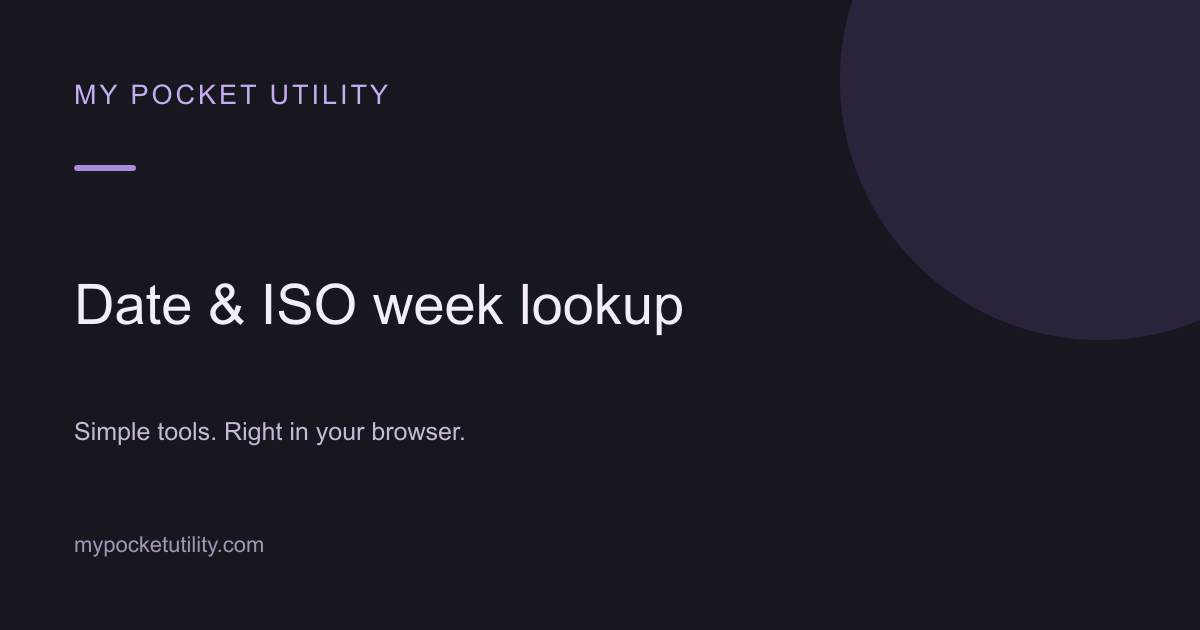 MY POCKET UTILITY
Date & ISO week lookup
Simple tools. Right in your browser.
mypocketutility.com